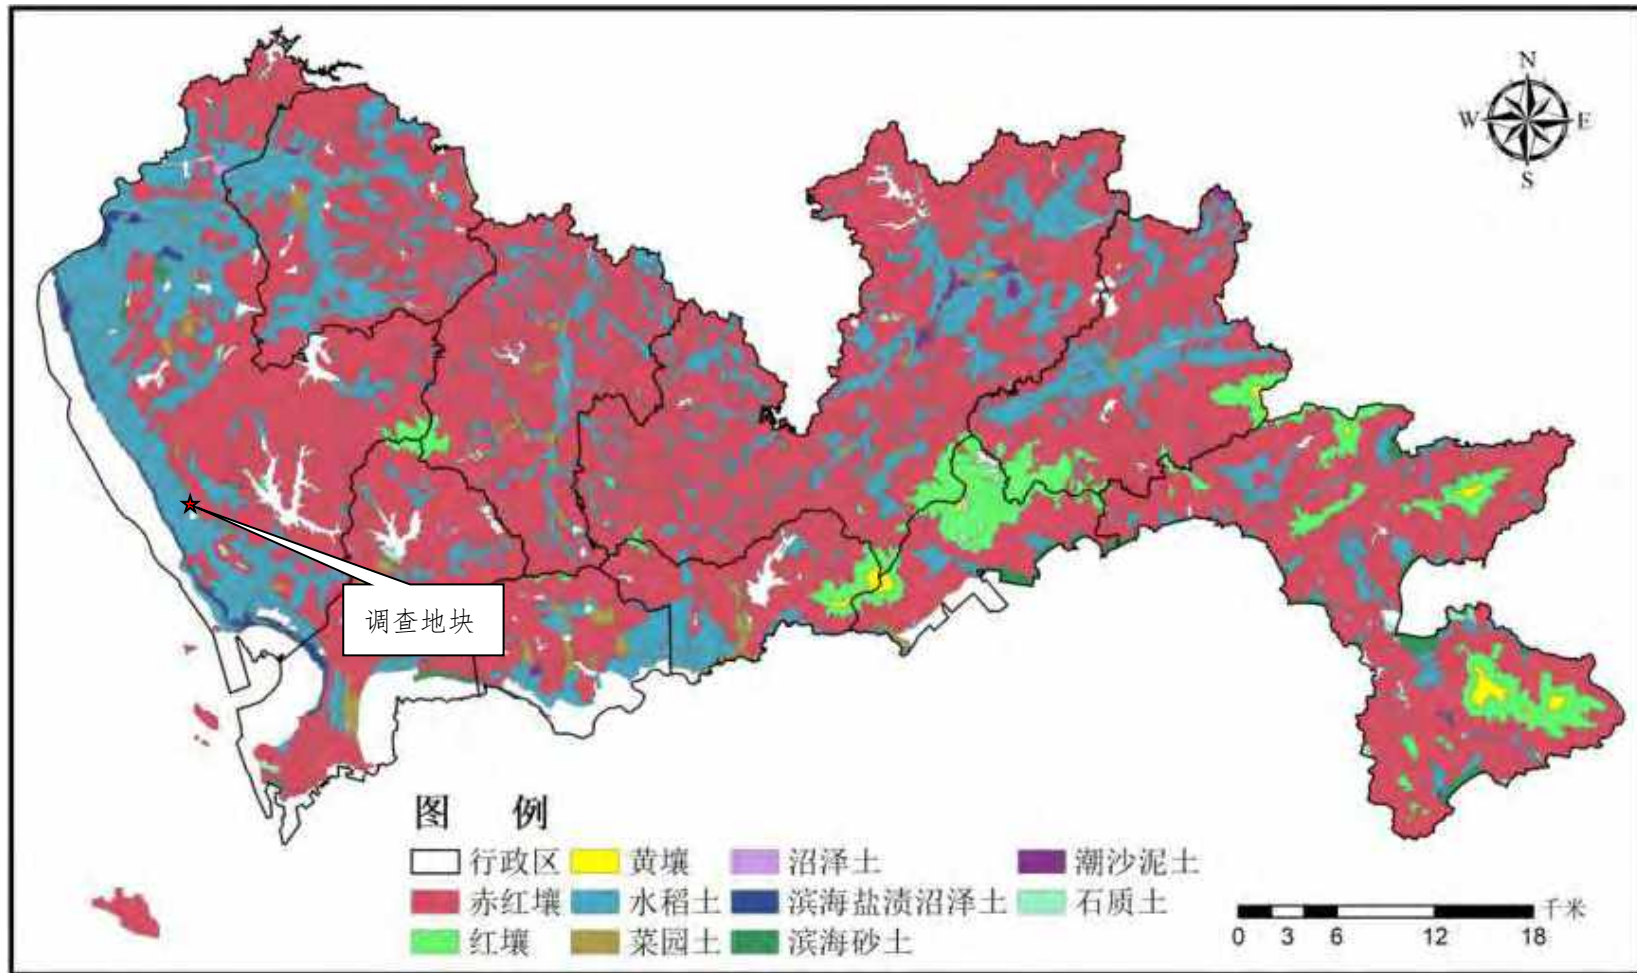 N
W E
S
调查地块
图 例
行政区 黄壤 沼泽土 潮沙泥土
赤红壤 水稻土 滨海盐渍沼泽土 石质土
红壤 菜园土 滨海砂土
千米
0 3 6 12 18